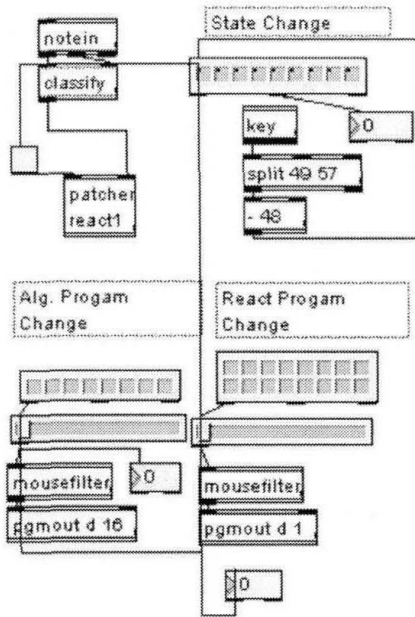 notein
classify
patcher
react1
State Change
0
key
split 49 57
- 48
Alg. Progam
Change
0
mousefilter
pgmout d 16
React Progam
Change
mousefilter
pgmout d 1
0